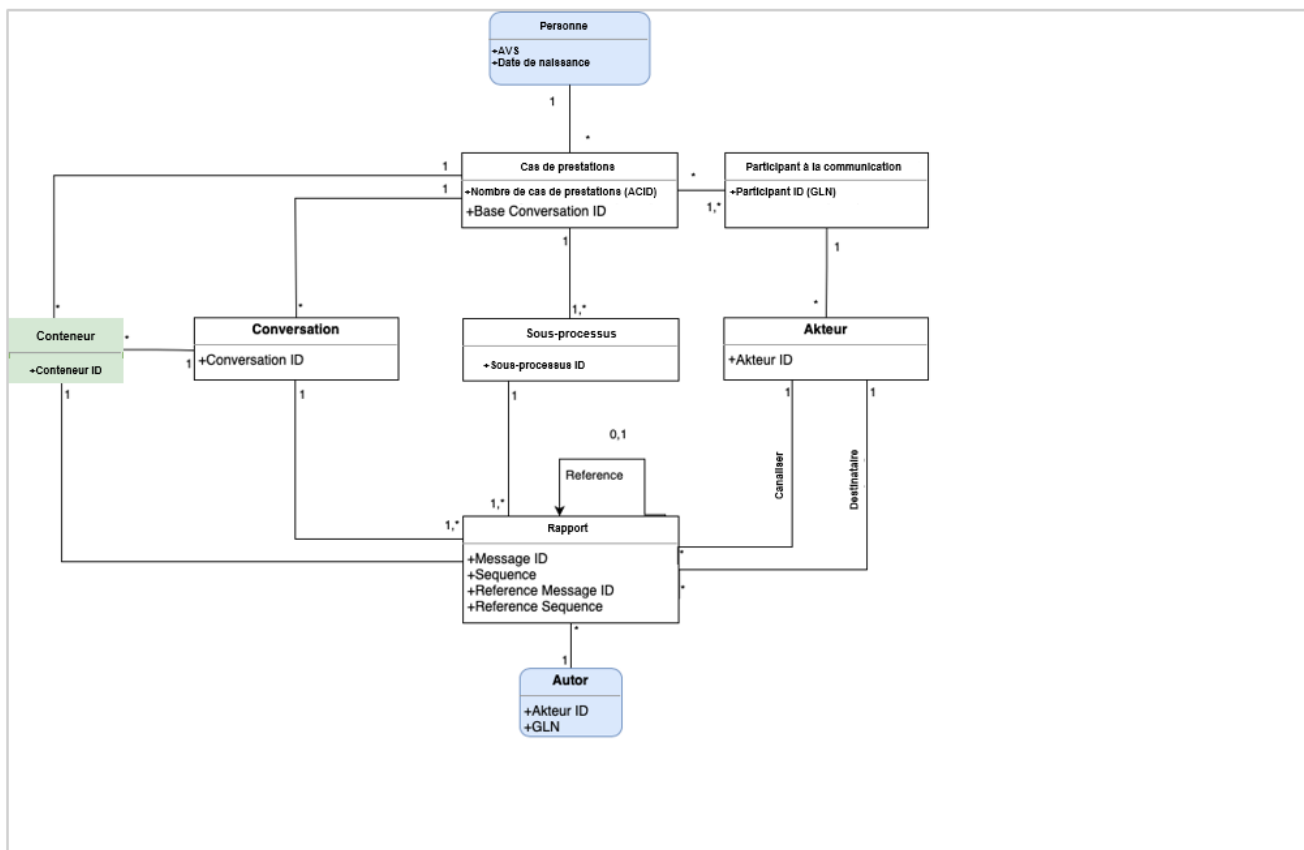 Personne
+AVS
+Date de naissance
1
*
1
Cas de prestations
*
Participant à la communication
1
+Nombre de cas de prestations (ACID)
+Participant ID (GLN)
+Base Conversation ID
1,*
1
1
*
*
1,*
*
Conteneur
Conversation
Sous-processus
Akteur
*
+Conteneur ID
1
+Conversation ID
+Sous-processus ID
+Akteur ID
1
1
1
1
1
0,1
Reference
Canaliser
Destinataire
1,*
1,*
Rapport
*
+Message ID
+Sequence
+Reference Message ID
*
+Reference Sequence
*
1
Autor
+Akteur ID
+GLN